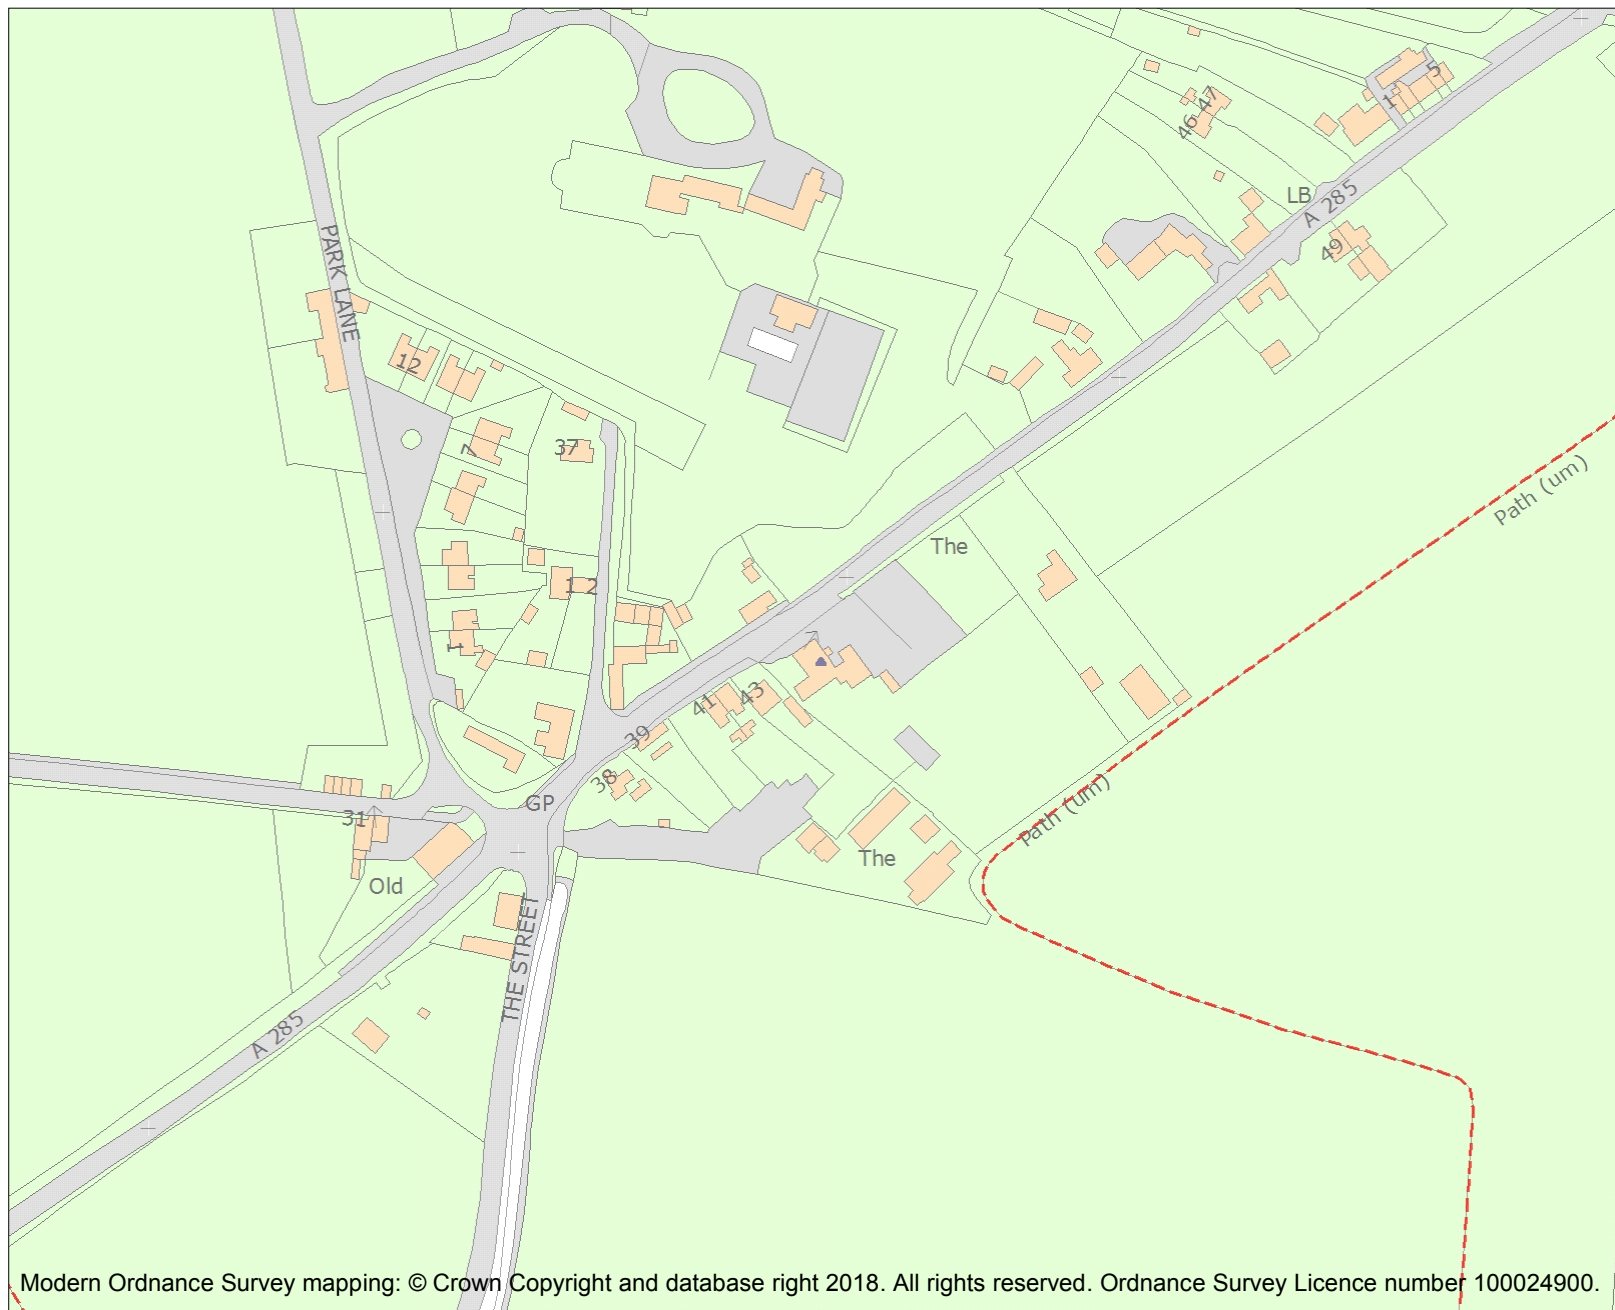 5
1
47
46
LB
A 285
49
PARK LANE
12
7
37
Path (um)
The
1 2
1
43
41
39
38
Path (um)
GP
31
The
Old
THE STREET
A 285
Modern Ordnance Survey mapping: © Crown Copyright and database right 2018. All rights reserved. Ordnance Survey Licence number 100024900.